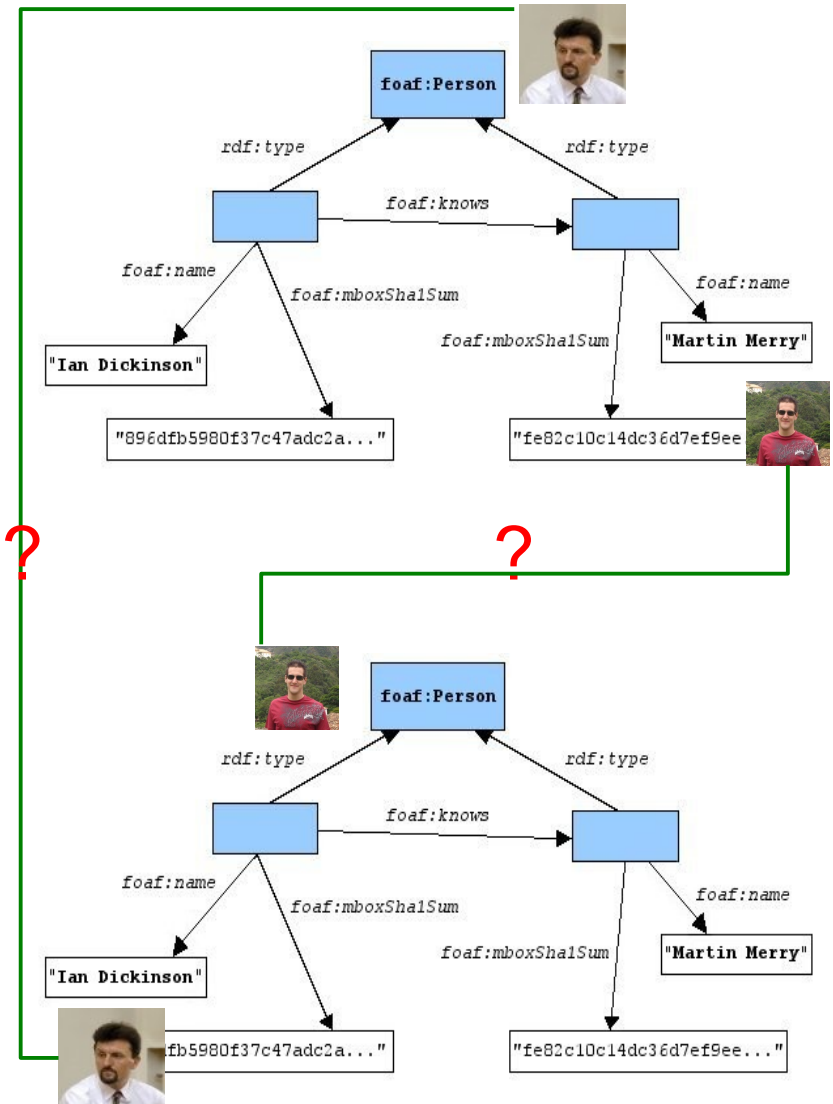 foaf:Person
rdf:type
rdf:type
foaf:knows
foaf:name
foaf:mboxSha1Sum
foaf:name
foaf:mboxSha1Sum
"Martin Merry"
"Ian Dickinson"
"896dfb5980f37c47adc2a..."
"fe82c10c14dc36d7ef9ee
?
?
foaf:Person
rdf:type
rdf:type
foaf:knows
foaf:name
foaf:mboxSha1Sum
foaf:name
foaf:mboxSha1Sum
"Martin Merry"
"Ian Dickinson"
fb5980f37c47adc2a..."
"fe82c10c14dc36d7ef9ee..."